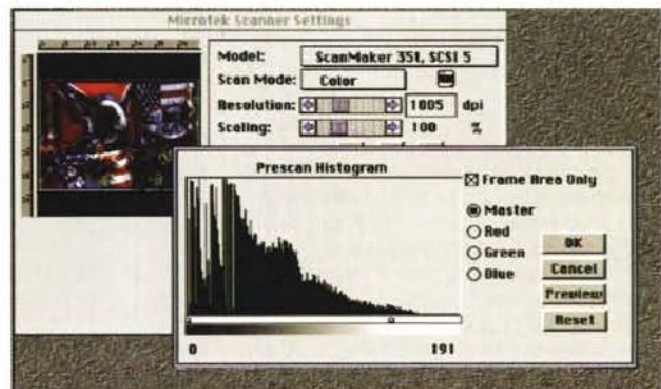 Microtek Scanner Settings
Model: ScanMaker 35t, SCSI 5
Scan Mode: Color
Resolution: 1005 dpi
Scaling: 100 %
Prescan Histogram
Frame Area Only
Master
Red
Green
Blue
OK
Cancel
Preview
Reset
0 191